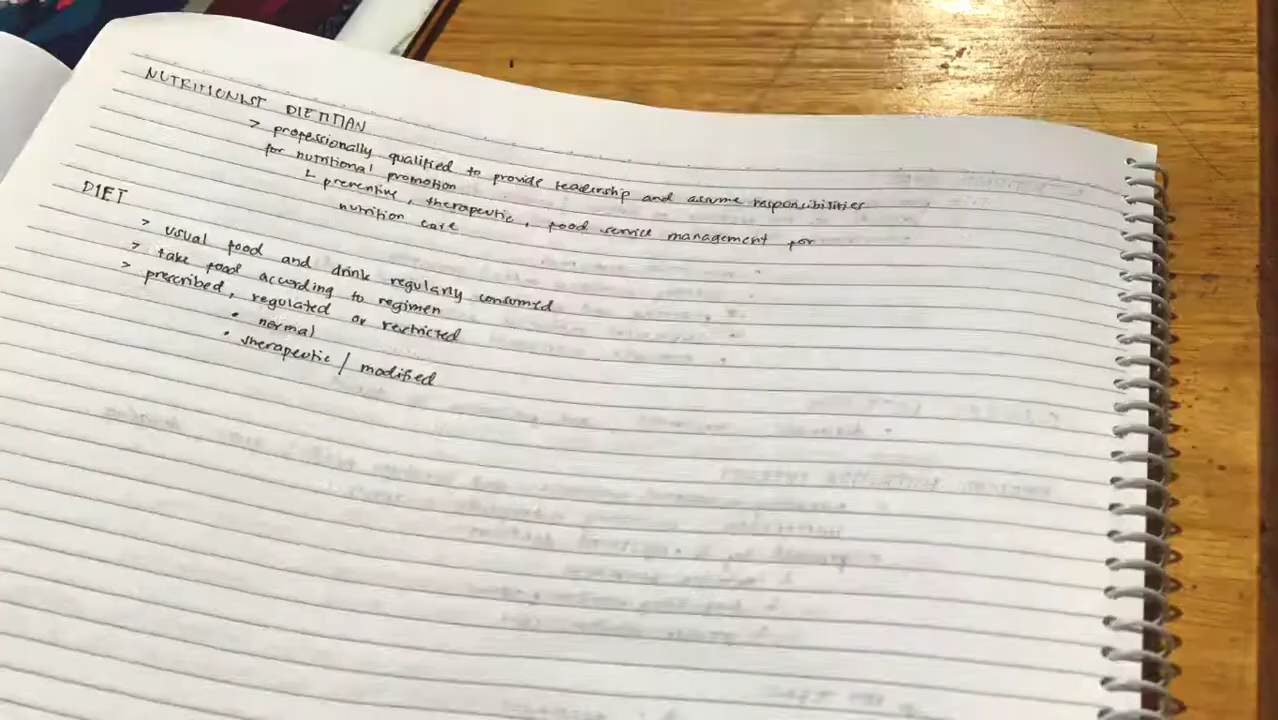 NUTRITIONIST DIETITIAN
> professionally qualified to provide leadership and assume responsibilities
for nutritional promotion
└ preventive, therapeutic, food service management for
nutrition care
DIET
> usual food and drink regularly consumed
> take food according to regimen
> prescribed, regulated or restricted
• normal
• therapeutic / modified